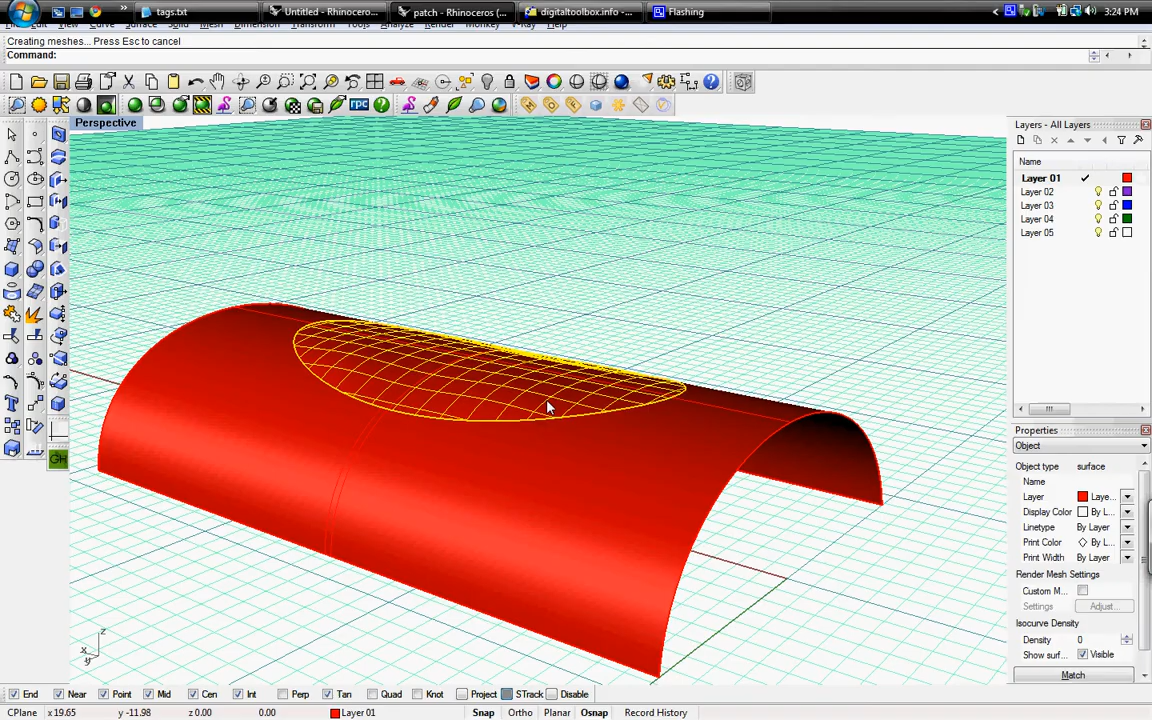 tags.txt
Untitled - Rhinocero...
patch - Rhinoceros (...
digitaltoolbox.info - ...
Flashing
3:24 PM
Creating meshes... Press Esc to cancel
Command:
rpc
Perspective
Layers - All Layers
Name
Layer 01
Layer 02
Layer 03
Layer 04
Layer 05
Properties
Object
Object type surface
Name
Layer Laye...
Display Color By L...
Linetype By Layer
Print Color By L...
Print Width By Layer
Render Mesh Settings
Custom M...
Settings Adjust...
Isocurve Density
Density 0
Show surf... Visible
Match
z
x
y
End Near Point Mid Cen Int Perp Tan Quad Knot Project STrack Disable
CPlane x 19.65 y -11.98 z 0.00 0.00 Layer 01 Snap Ortho Planar Osnap Record History